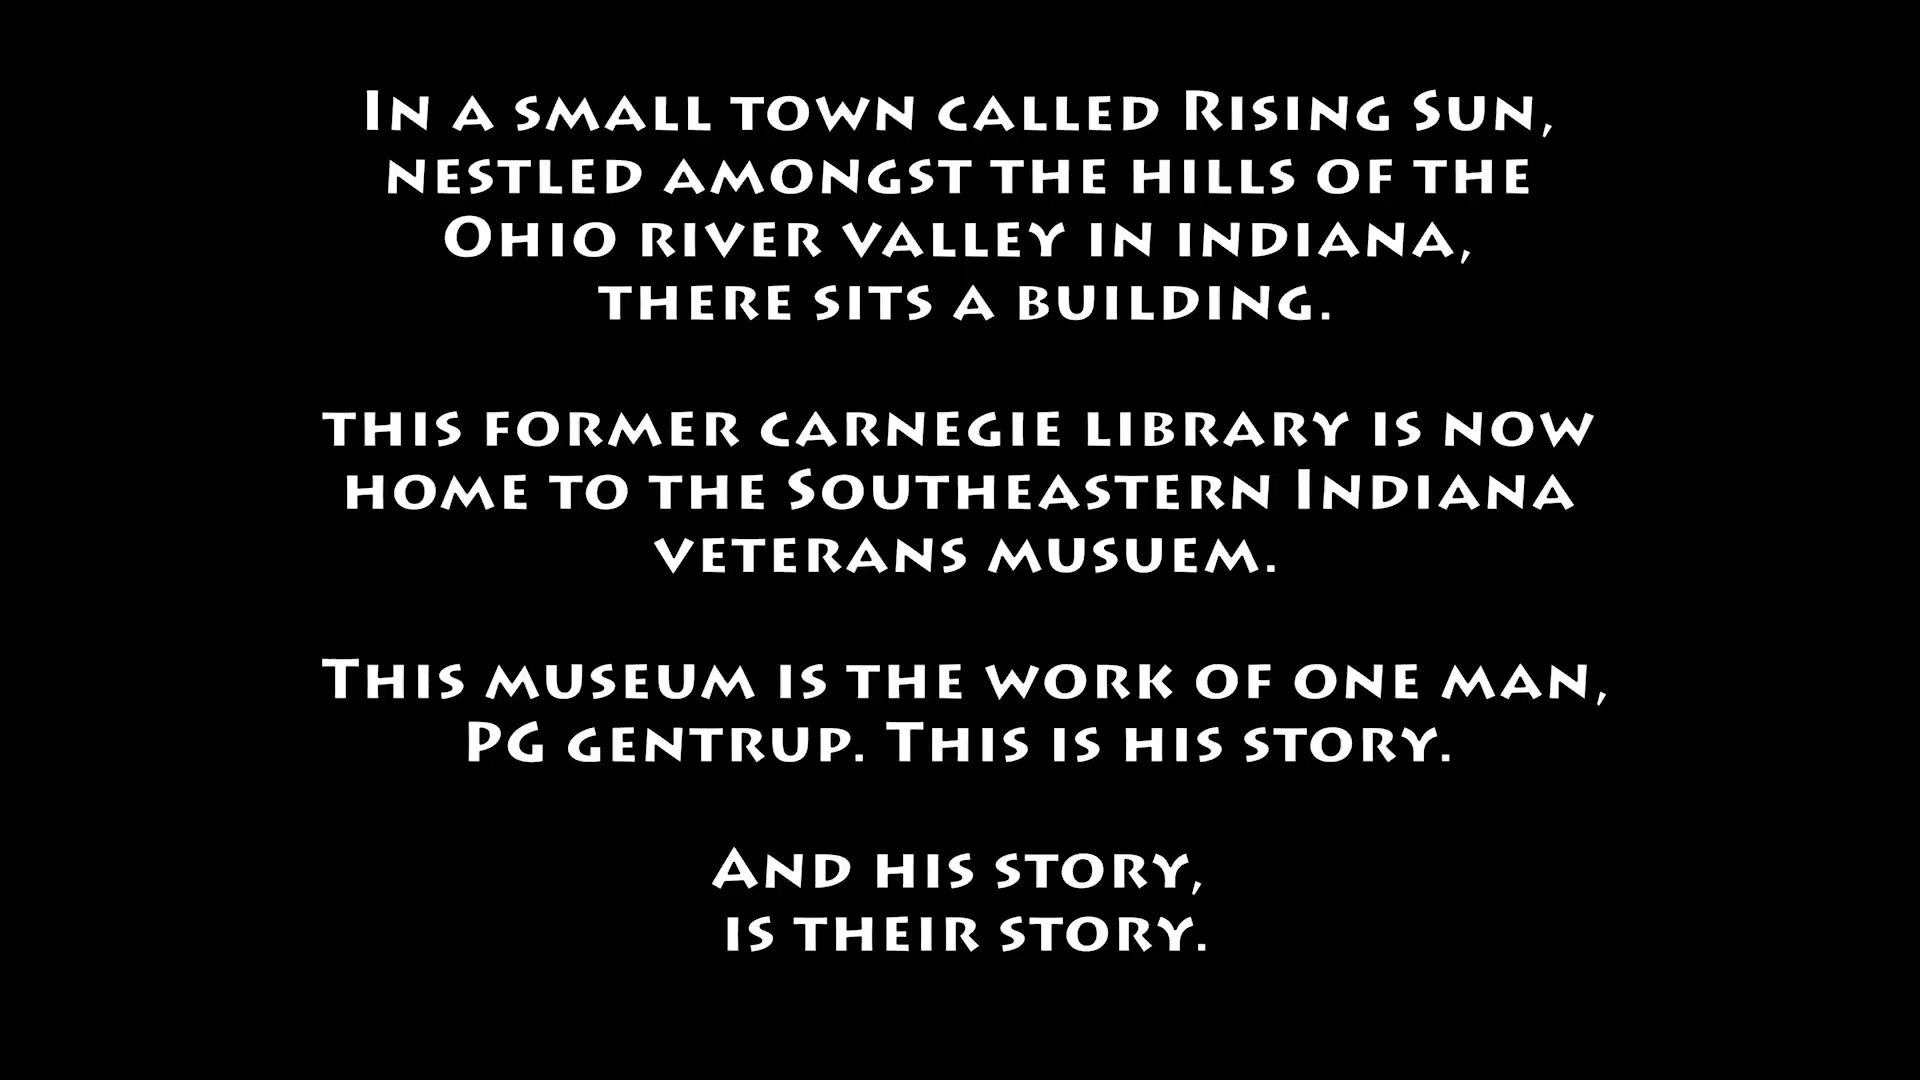 In a small town called Rising Sun,
nestled amongst the hills of the
Ohio river valley in indiana,
there sits a building.
this former carnegie library is now
home to the Southeastern Indiana
veterans musuem.
This museum is the work of one man,
PG gentrup. This is his story.
And his story,
is their story.